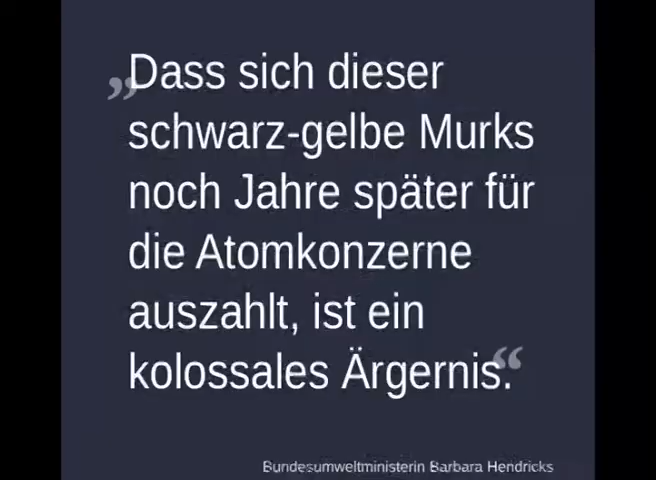 „Dass sich dieser
schwarz-gelbe Murks
noch Jahre später für
die Atomkonzerne
auszahlt, ist ein
kolossales Ärgernis.“
Bundesumweltministerin Barbara Hendricks